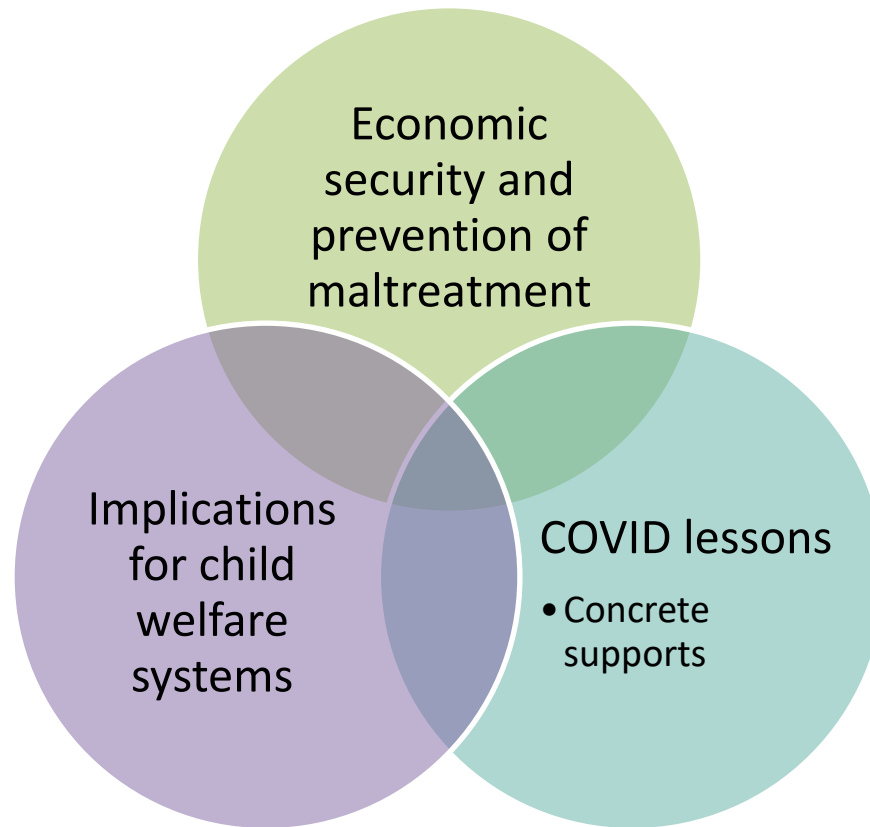 Economic
security and
prevention of
maltreatment
Implications
for child
welfare
systems
COVID lessons
• Concrete
supports